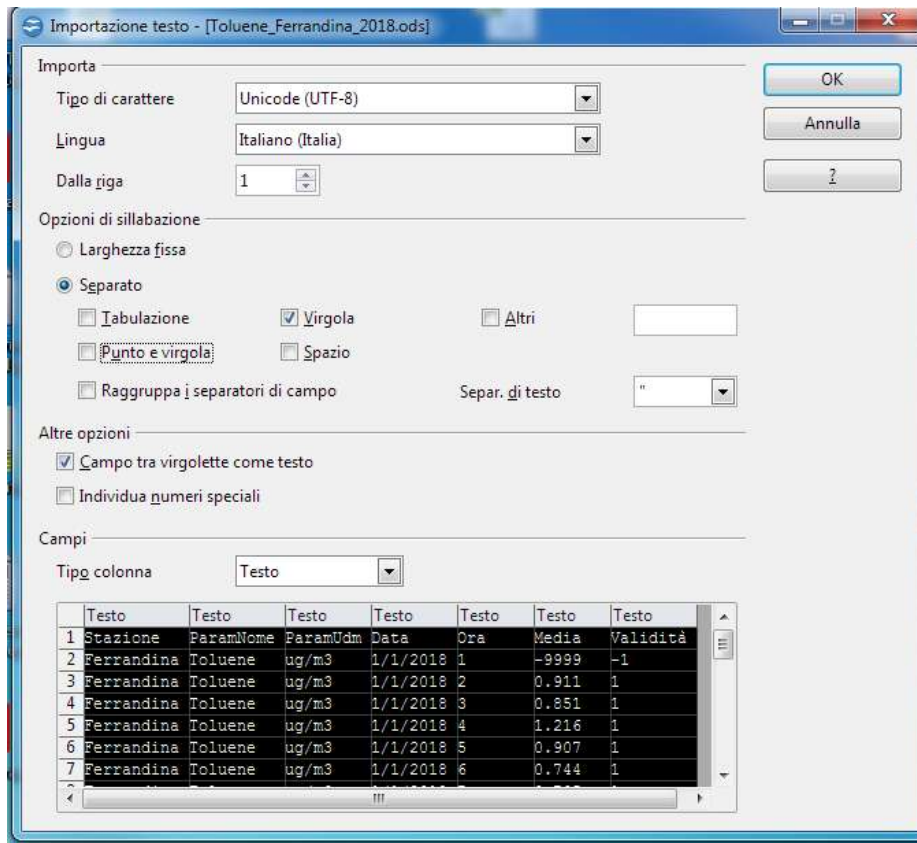 Importazione testo - [Toluene_Ferrandina_2018.ods]
Importa
OK
Tipo di carattere Unicode (UTF-8)
Annulla
Lingua Italiano (Italia)
Dalla riga 1
?
Opzioni di sillabazione
Larghezza fissa
Separato
Tabulazione Virgola Altri
Punto e virgola Spazio
Raggruppa i separatori di campo Separ. di testo "
Altre opzioni
Campo tra virgolette come testo
Individua numeri speciali
Campi
Tipo colonna Testo
Testo Testo Testo Testo Testo Testo Testo
1 Stazione ParamNome ParamUdm Data Ora Media Validità
2 Ferrandina Toluene ug/m3 1/1/2018 1 -9999 -1
3 Ferrandina Toluene ug/m3 1/1/2018 2 0.911 1
4 Ferrandina Toluene ug/m3 1/1/2018 3 0.851 1
5 Ferrandina Toluene ug/m3 1/1/2018 4 1.216 1
6 Ferrandina Toluene ug/m3 1/1/2018 5 0.907 1
7 Ferrandina Toluene ug/m3 1/1/2018 6 0.744 1